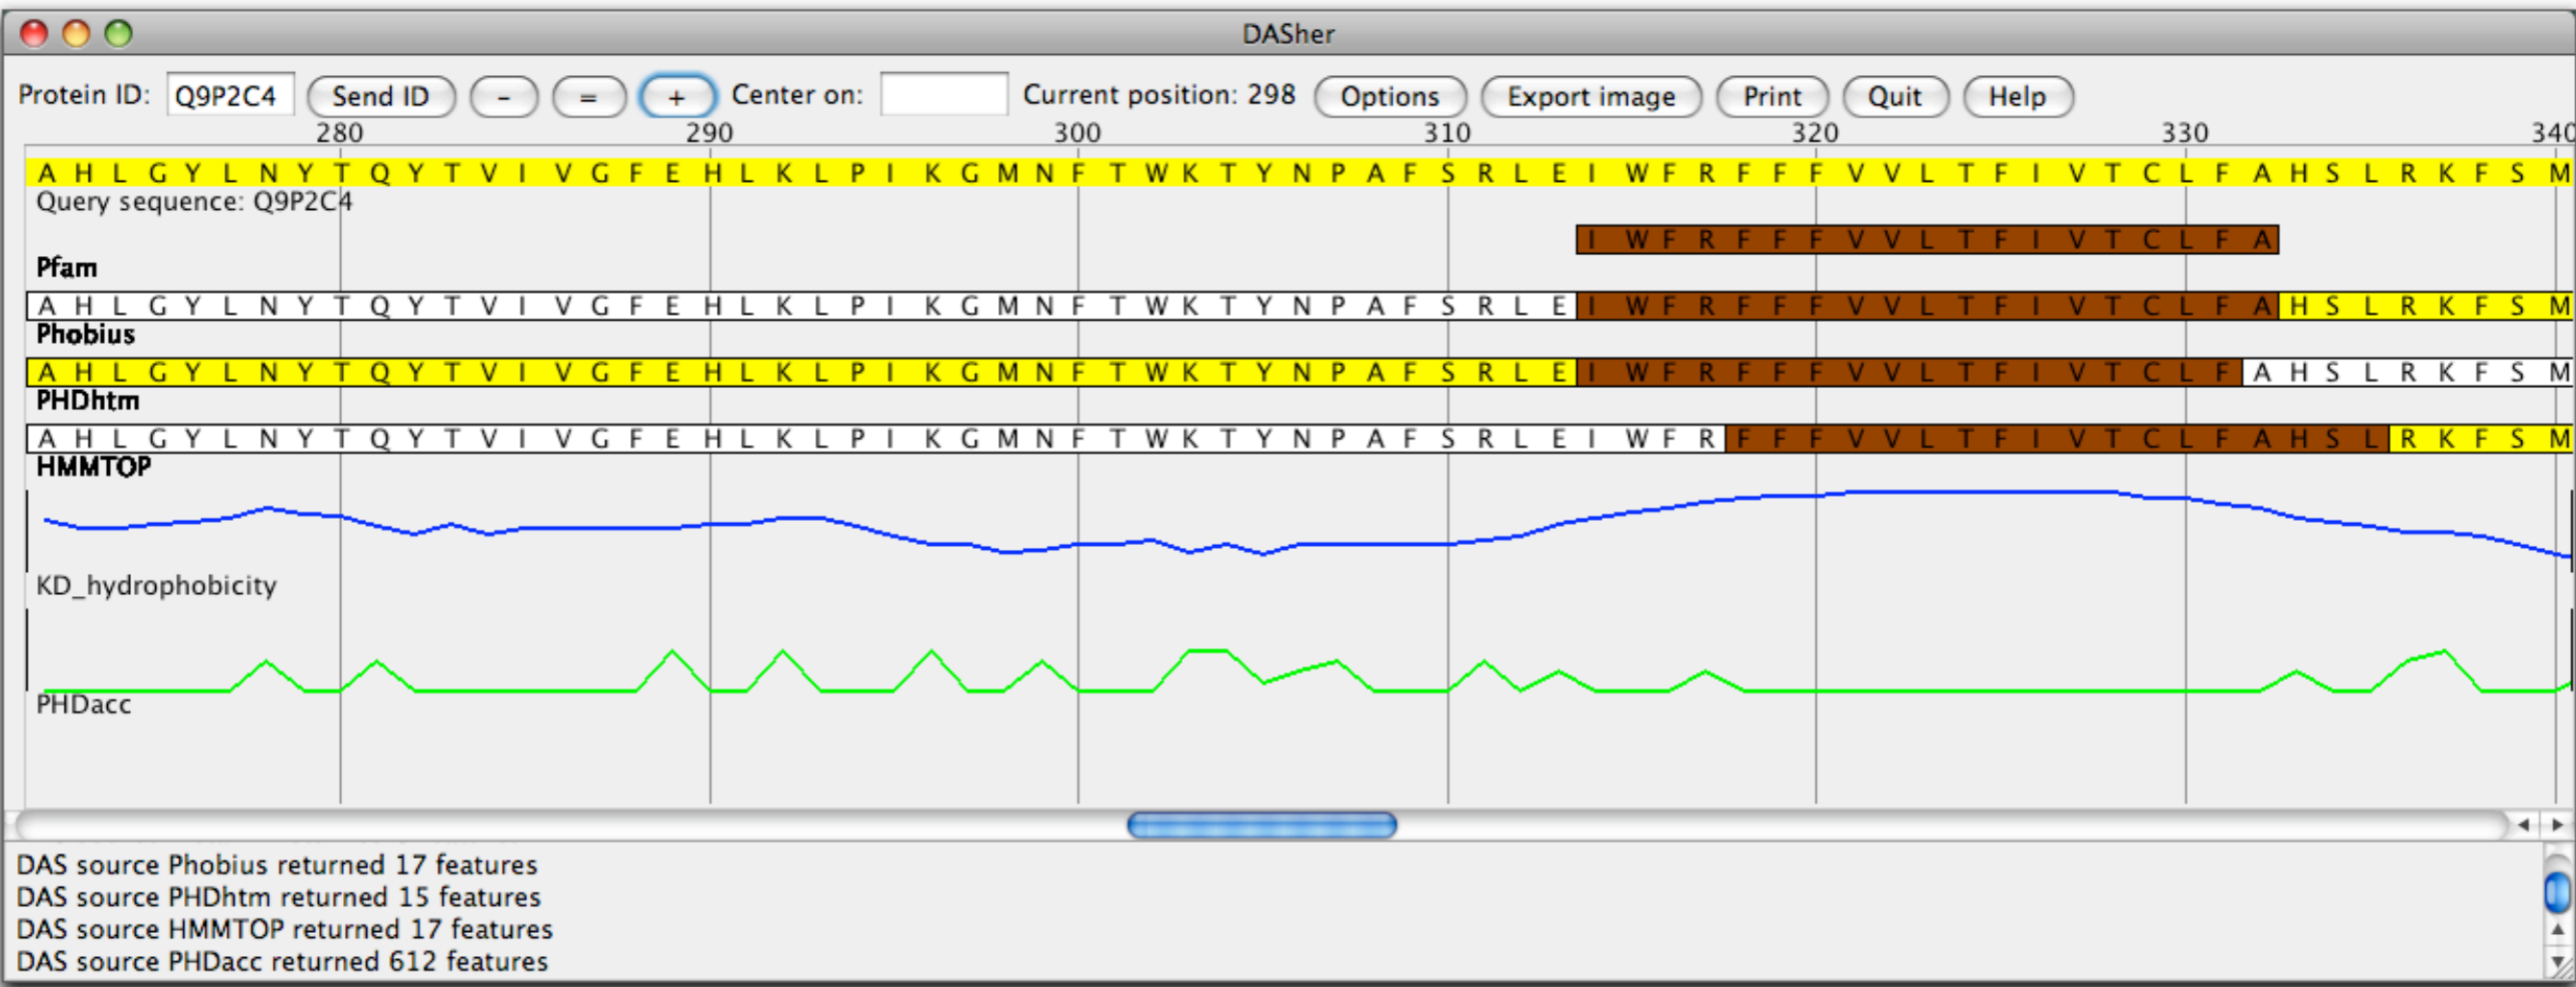 DASher
Protein ID: Q9P2C4 Send ID - = + Center on: Current position: 298 Options Export image Print Quit Help
280 290 300 310 320 330 340
A H L G Y L N Y T Q Y T V I V G F E H L K L P I K G M N F T W K T Y N P A F S R L E I W F R F F F V V L T F I V T C L F A H S L R K F S M
Query sequence: Q9P2C4
I W F R F F F V V L T F I V T C L F A
Pfam
A H L G Y L N Y T Q Y T V I V G F E H L K L P I K G M N F T W K T Y N P A F S R L E I W F R F F F V V L T F I V T C L F A H S L R K F S M
Phobius
A H L G Y L N Y T Q Y T V I V G F E H L K L P I K G M N F T W K T Y N P A F S R L E I W F R F F F V V L T F I V T C L F A H S L R K F S M
PHDhtm
A H L G Y L N Y T Q Y T V I V G F E H L K L P I K G M N F T W K T Y N P A F S R L E I W F R F F F V V L T F I V T C L F A H S L R K F S M
HMMTOP
KD_hydrophobicity
PHDacc
DAS source Phobius returned 17 features
DAS source PHDhtm returned 15 features
DAS source HMMTOP returned 17 features
DAS source PHDacc returned 612 features